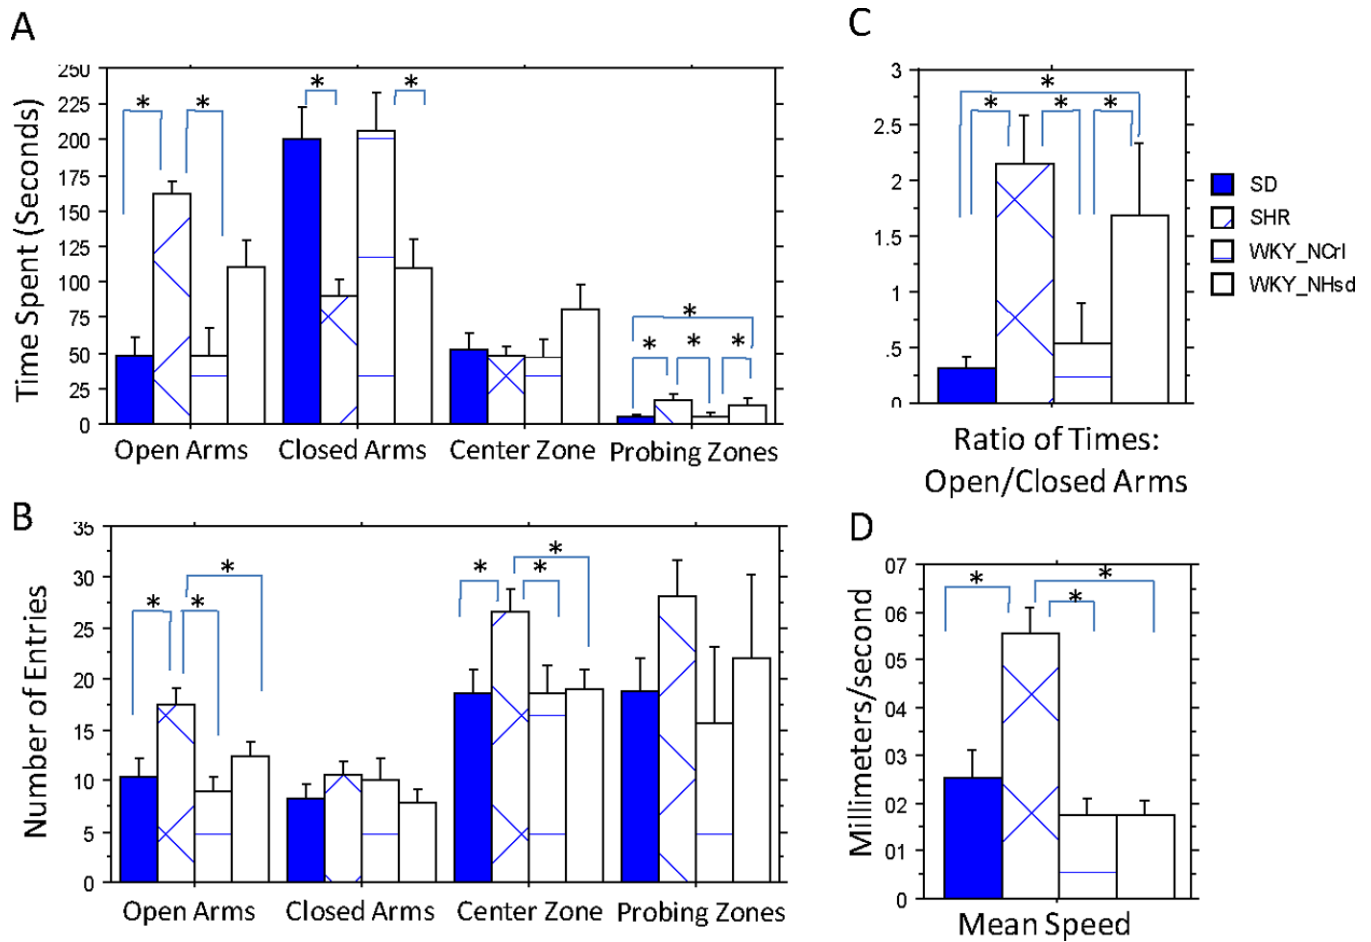 A
Time Spent (Seconds)
250
225
200
175
150
125
100
75
50
25
0
* * * * * * * *
Open Arms Closed Arms Center Zone Probing Zones
B
Number of Entries
35
30
25
20
15
10
5
0
* * * * * *
Open Arms Closed Arms Center Zone Probing Zones
C
3
2.5
2
1.5
1
.5
0
* * * *
Ratio of Times:
Open/Closed Arms
SD
SHR
WKY_NCrl
WKY_NHsd
D
Millimeters/second
07
06
05
04
03
02
01
0
* * *
Mean Speed